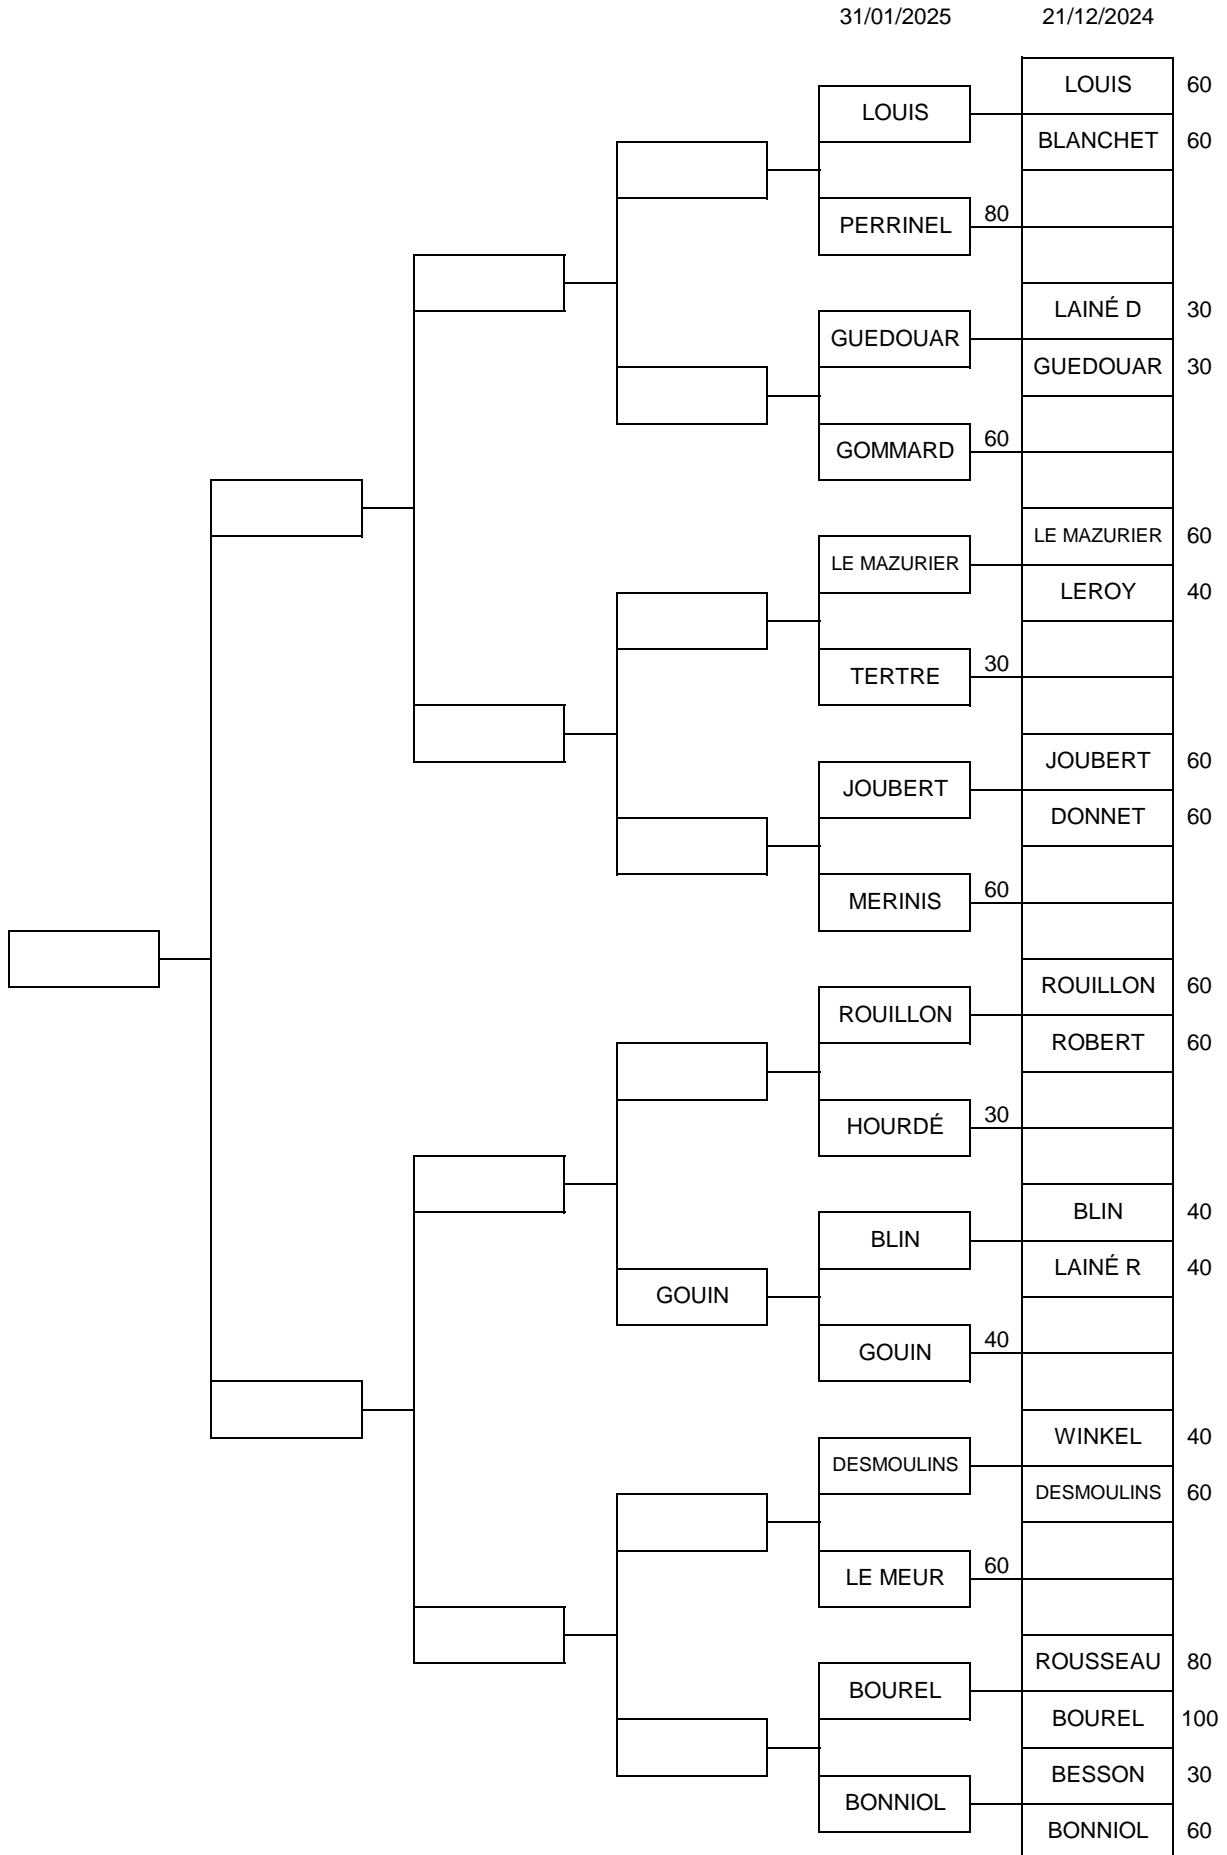 31/01/2025 21/12/2024
LOUIS 60
LOUIS
BLANCHET 60
PERRINEL 80
LAINÉ D 30
GUEDOUAR
GUEDOUAR 30
GOMMARD 60
LE MAZURIER 60
LE MAZURIER
LEROY 40
TERTRE 30
JOUBERT 60
JOUBERT
DONNET 60
MERINIS 60
ROUILLON 60
ROUILLON
ROBERT 60
HOURDÉ 30
BLIN 40
BLIN
LAINÉ R 40
GOUIN
GOUIN 40
WINKEL 40
DESMOULINS
DESMOULINS 60
LE MEUR 60
ROUSSEAU 80
BOUREL
BOUREL 100
BESSON 30
BONNIOL
BONNIOL 60